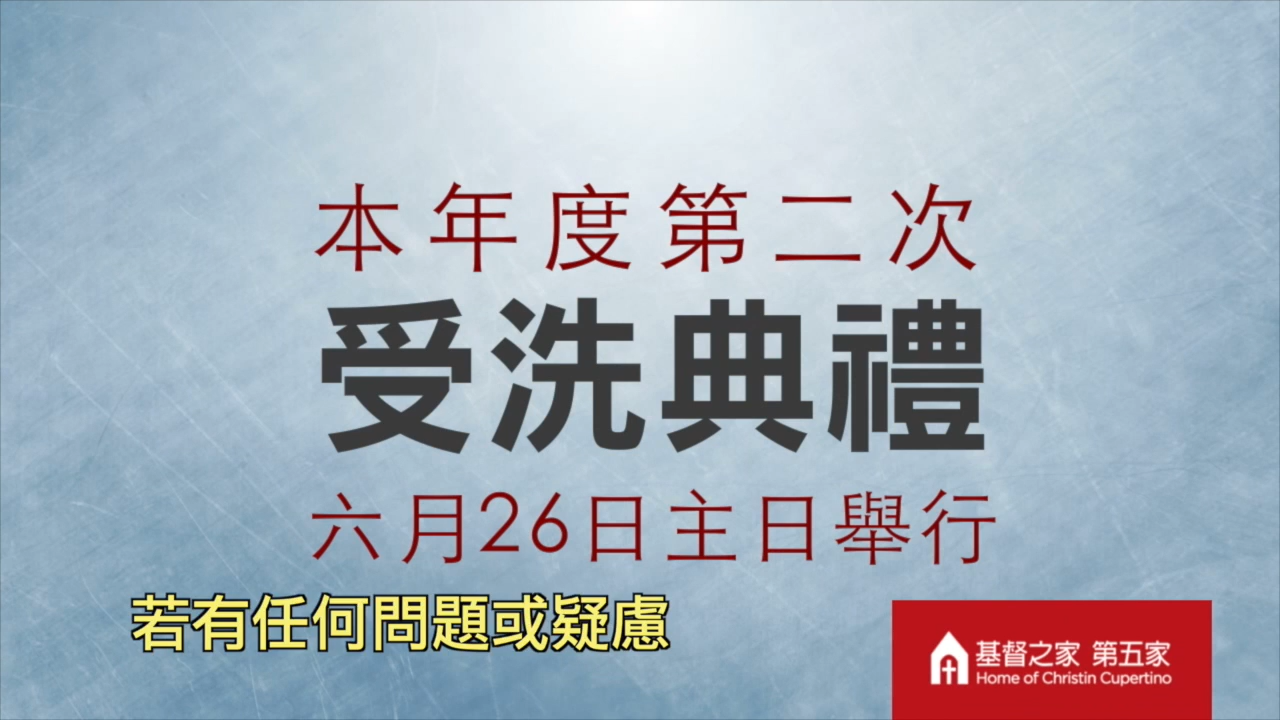 本年度第二次
受洗典禮
六月26日主日舉行
若有任何問題或疑慮
基督之家 第五家
Home of Christin Cupertino